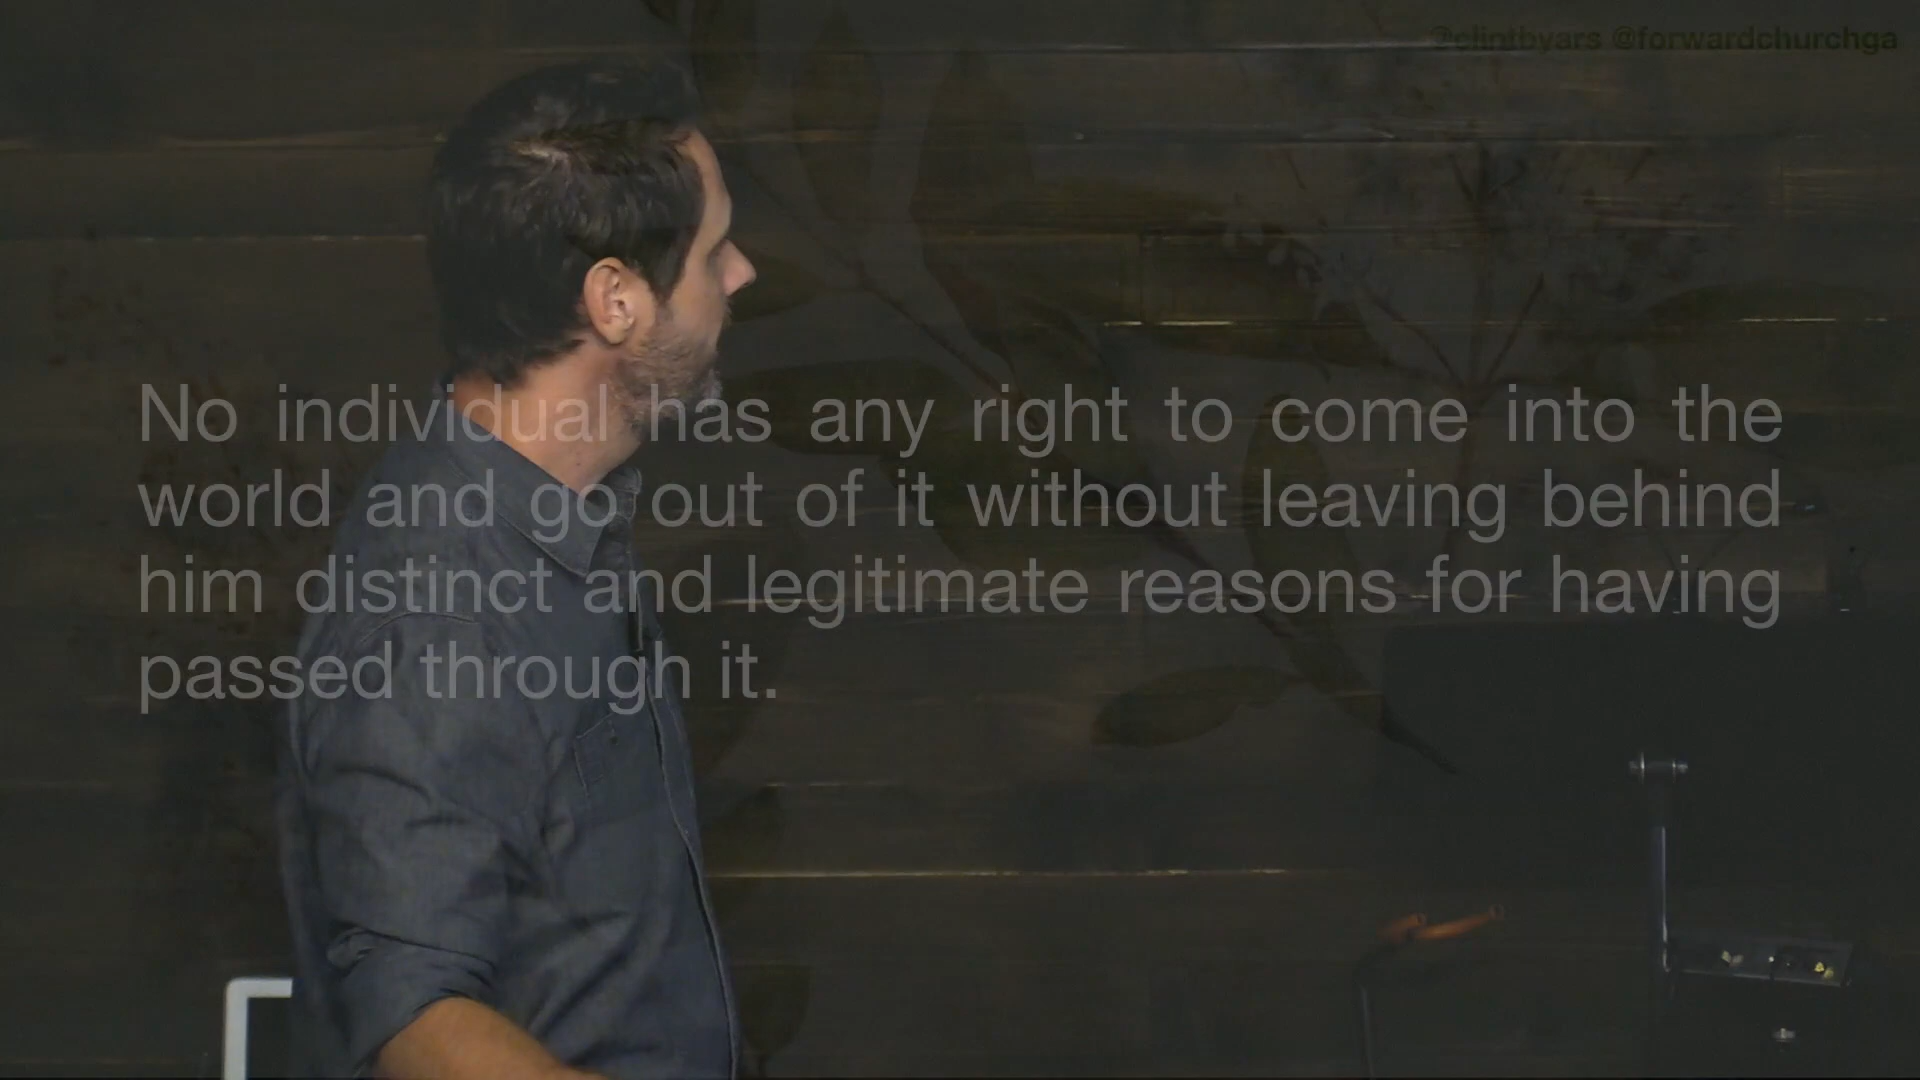 @clintbyars @forwardchurchga
No individual has any right to come into the
world and go out of it without leaving behind
him distinct and legitimate reasons for having
passed through it.